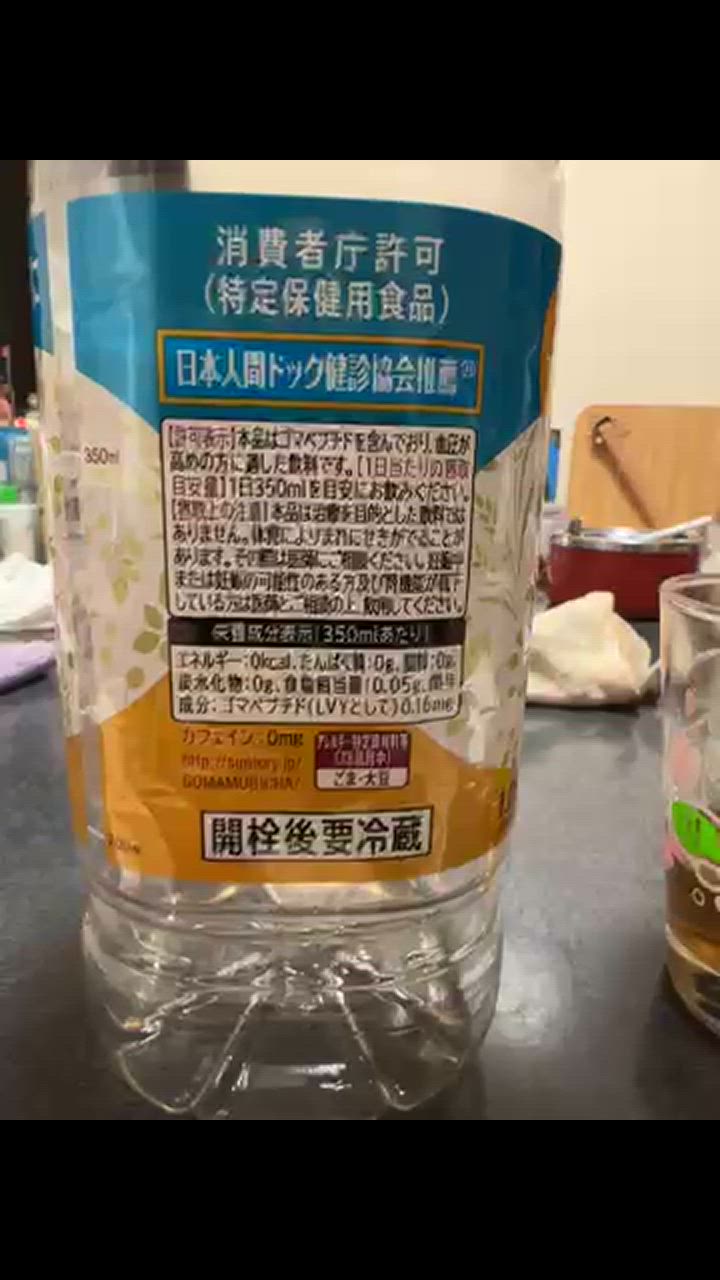 消費者庁許可
（特定保健用食品）
日本人間ドック健診協会推薦
350ml
【許可表示】本品はゴマペプチドを含んでおり、血圧が
高めの方に適した飲料です。【1日当たりの摂取
目安量】1日350mlを目安にお飲みください。
【摂取上の注意】本品は治療を目的とした飲料では
ありません。体質によりまれにせきがでることが
あります。その際は医師にご相談ください。妊娠中
または妊娠の可能性のある方及び腎機能が低下
している方は医師とご相談の上、飲用してください。
栄養成分表示（350mlあたり）
エネルギー：0kcal、たんぱく質：0g、脂質：0g、
炭水化物：0g、食塩相当量：0.05g、関与
成分：ゴマペプチド（LVYとして）0.16mg
カフェイン：0mg
http://suntory.jp/
GOMAMUGICHA/
ごま・大豆
開栓後要冷蔵